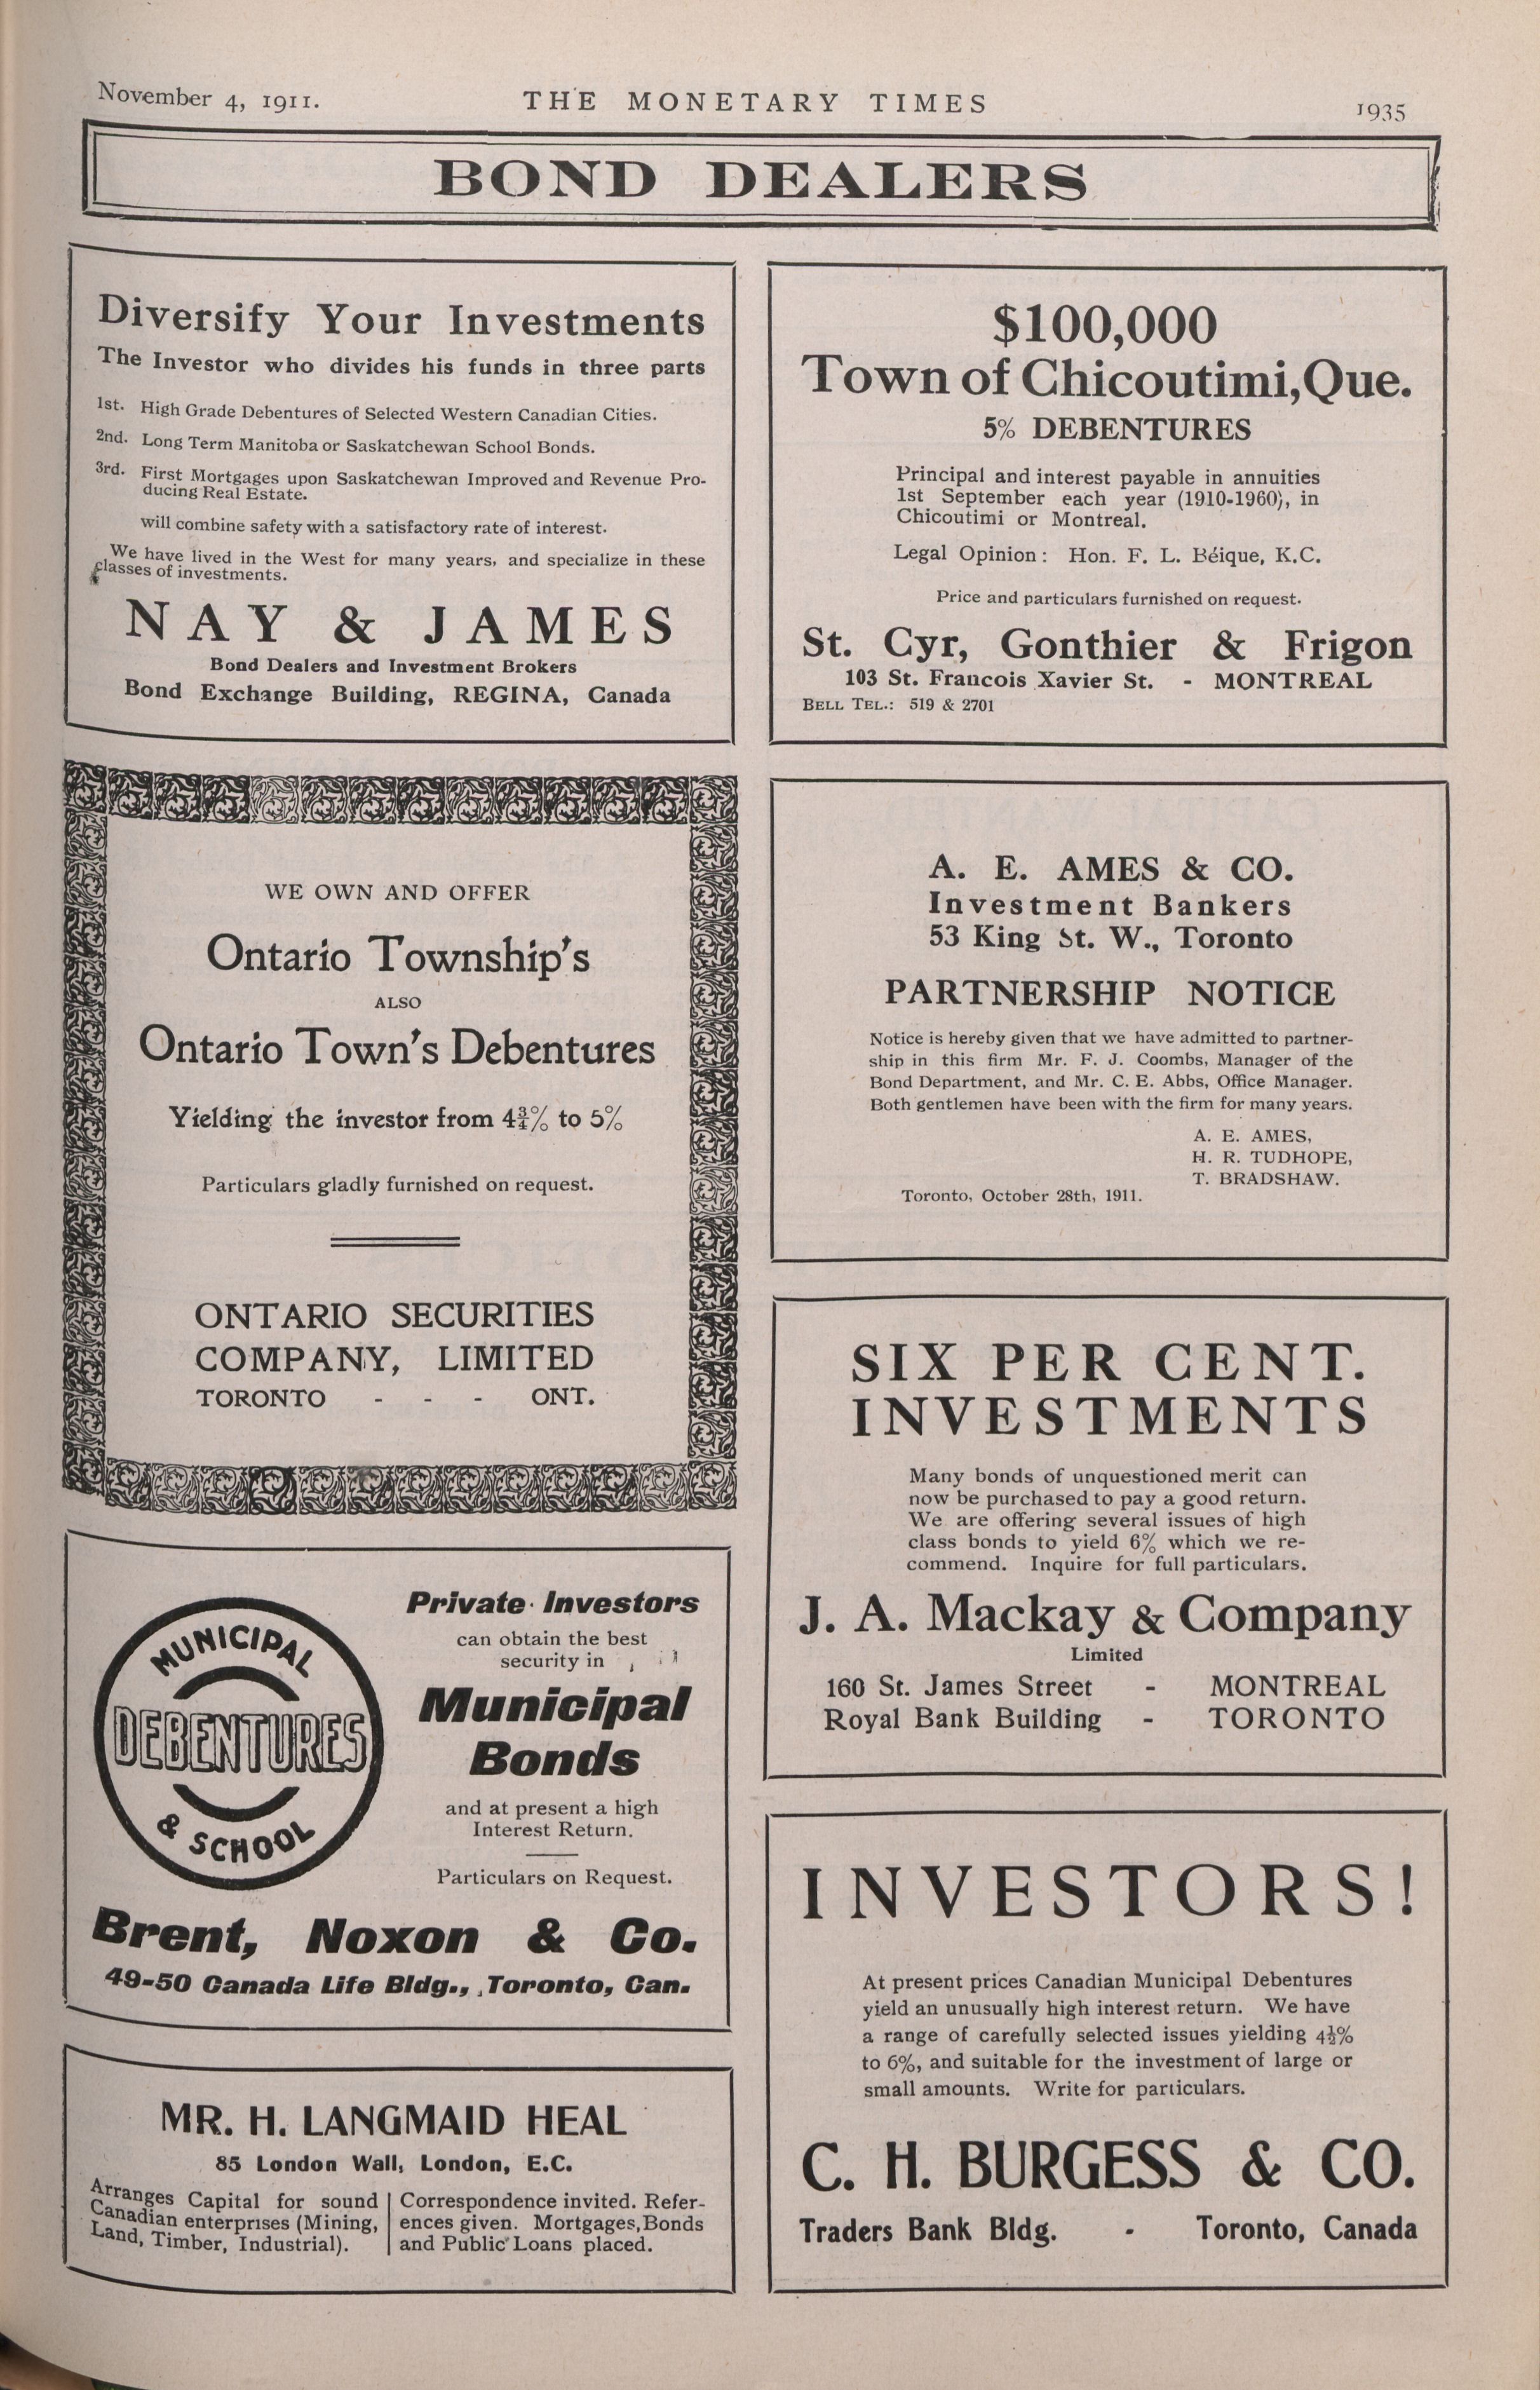 November 4, 1911.
THE MONETARY TIMES
1935
BOND DEALERS
Diversify Your Investments
The Investor who divides his funds in three parts
1st. High Grade Debentures of Selected Western Canadian Cities.
2nd. Long Term Manitoba or Saskatchewan School Bonds.
3rd. First Mortgages upon Saskatchewan Improved and Revenue Pro-
ducing Real Estate.
will combine safety with a satisfactory rate of interest.
We have lived in the West for many years, and specialize in these
classes of investments.
NAY & JAMES
Bond Dealers and Investment Brokers
Bond Exchange Building, REGINA, Canada
WE OWN AND OFFER
Ontario Township's
ALSO
Ontario Town's Debentures
Yielding the investor from 4¾% to 5%
Particulars gladly furnished on request.
ONTARIO SECURITIES
COMPANY, LIMITED
TORONTO - - - ONT.
MUNICIPAL
DEBENTURES
& SCHOOL
Private Investors
can obtain the best
security in
Municipal
Bonds
and at present a high
Interest Return.
Particulars on Request.
Brent, Noxon & Co.
49-50 Canada Life Bldg., Toronto, Can.
MR. H. LANGMAID HEAL
85 London Wall, London, E.C.
Arranges Capital for sound
Canadian enterprises (Mining,
Land, Timber, Industrial).
Correspondence invited. Refer-
ences given. Mortgages, Bonds
and Public Loans placed.
$100,000
Town of Chicoutimi, Que.
5% DEBENTURES
Principal and interest payable in annuities
1st September each year (1910-1960), in
Chicoutimi or Montreal.
Legal Opinion: Hon. F. L. Béique, K.C.
Price and particulars furnished on request.
St. Cyr, Gonthier & Frigon
103 St. Francois Xavier St. - MONTREAL
BELL TEL.: 519 & 2701
A. E. AMES & CO.
Investment Bankers
53 King St. W., Toronto
PARTNERSHIP NOTICE
Notice is hereby given that we have admitted to partner-
ship in this firm Mr. F. J. Coombs, Manager of the
Bond Department, and Mr. C. E. Abbs, Office Manager.
Both gentlemen have been with the firm for many years.
A. E. AMES,
H. R. TUDHOPE,
T. BRADSHAW.
Toronto, October 28th, 1911.
SIX PER CENT.
INVESTMENTS
Many bonds of unquestioned merit can
now be purchased to pay a good return.
We are offering several issues of high
class bonds to yield 6% which we re-
commend. Inquire for full particulars.
J. A. Mackay & Company
Limited
160 St. James Street - MONTREAL
Royal Bank Building - TORONTO
INVESTORS!
At present prices Canadian Municipal Debentures
yield an unusually high interest return. We have
a range of carefully selected issues yielding 4½%
to 6%, and suitable for the investment of large or
small amounts. Write for particulars.
C. H. BURGESS & CO.
Traders Bank Bldg. - Toronto, Canada